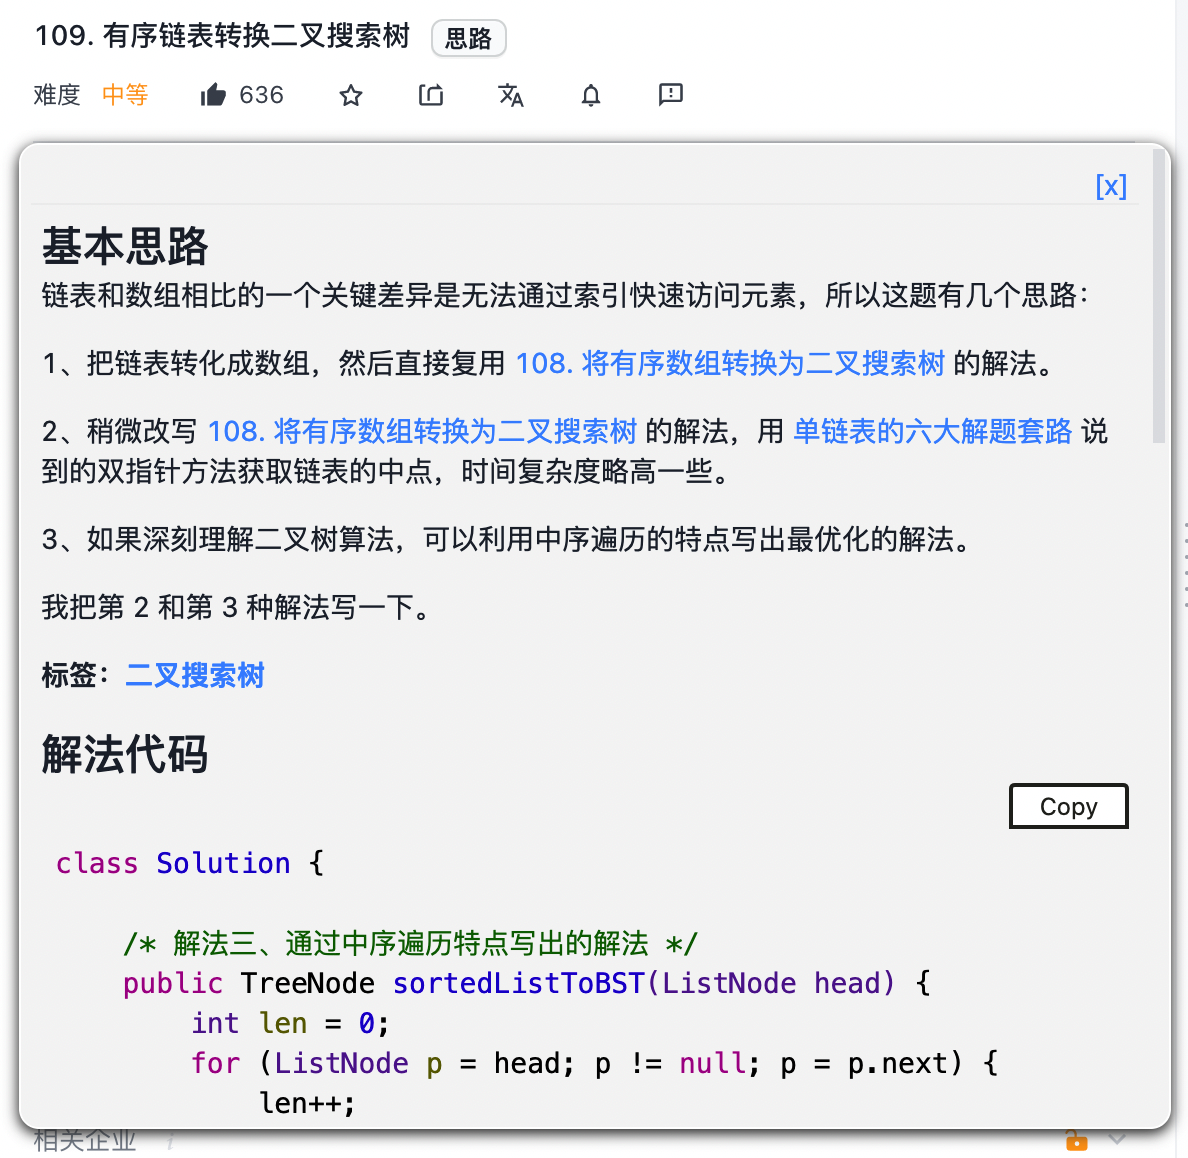 109. 有序链表转换二叉搜索树 思路
难度 中等 636
[x]
基本思路
链表和数组相比的一个关键差异是无法通过索引快速访问元素，所以这题有几个思路：
1、把链表转化成数组，然后直接复用 108. 将有序数组转换为二叉搜索树 的解法。
2、稍微改写 108. 将有序数组转换为二叉搜索树 的解法，用 单链表的六大解题套路 说
到的双指针方法获取链表的中点，时间复杂度略高一些。
3、如果深刻理解二叉树算法，可以利用中序遍历的特点写出最优化的解法。
我把第 2 和第 3 种解法写一下。
标签：二叉搜索树
解法代码
Copy
class Solution {
/* 解法三、通过中序遍历特点写出的解法 */
public TreeNode sortedListToBST(ListNode head) {
int len = 0;
for (ListNode p = head; p != null; p = p.next) {
len++;
相关企业 i